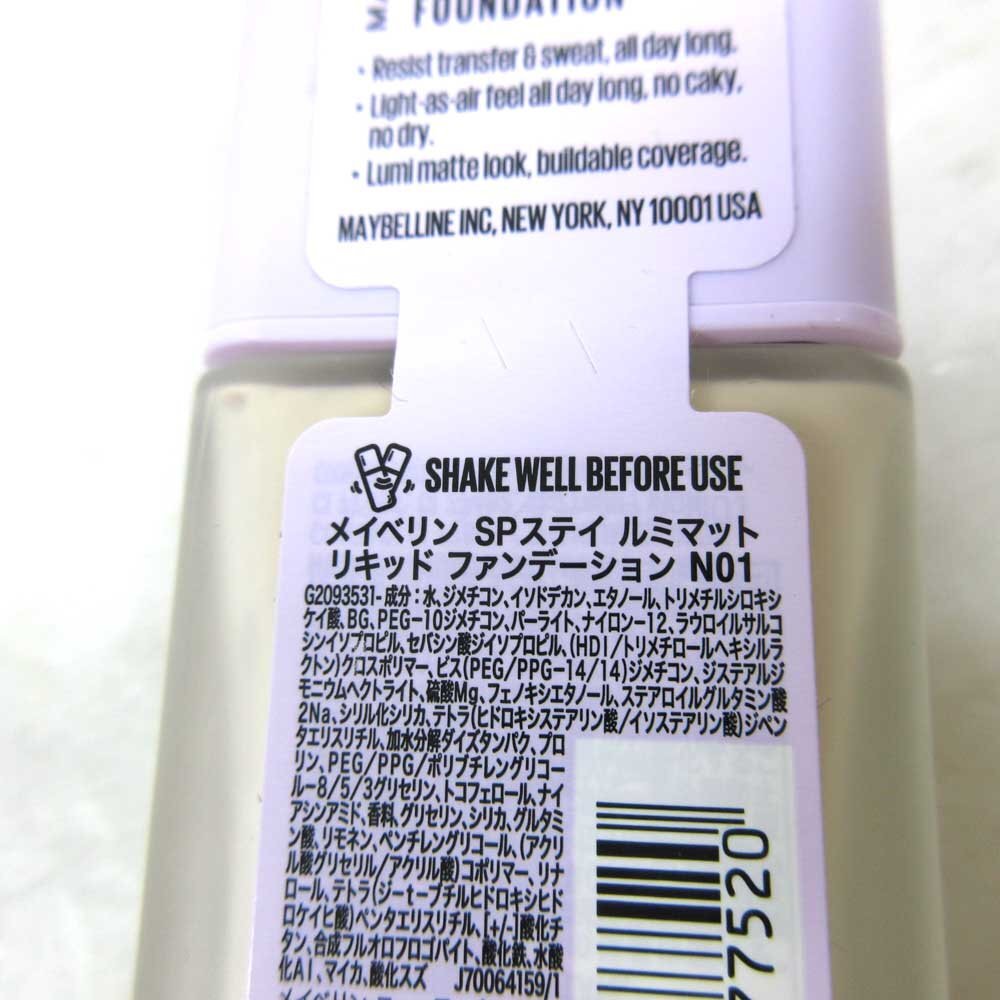 FOUNDATION
• Resist transfer & sweat, all day long.
• Light-as-air feel all day long, no caky,
no dry.
• Lumi matte look, buildable coverage.
MAYBELLINE INC, NEW YORK, NY 10001 USA
SHAKE WELL BEFORE USE
メイベリン SPステイ ルミマット
リキッド ファンデーション N01
G2093531-成分:水、ジメチコン、イソドデカン、エタノール、トリメチルシロキシ
ケイ酸、BG、PEG-10ジメチコン、パーライト、ナイロン-12、ラウロイルサルコ
シンイソプロピル、セバシン酸ジイソプロピル、(HDI/トリメチロールヘキシルラ
クトン)クロスポリマー、ビス(PEG/PPG-14/14)ジメチコン、ジステアルジ
モニウムヘクトライト、硫酸Mg、フェノキシエタノール、ステアロイルグルタミン酸
2Na、シリル化シリカ、テトラ(ヒドロキシステアリン酸/イソステアリン酸)ジペン
タエリスリチル、加水分解ダイズタンパク、プロ
リン、PEG/PPG/ポリブチレングリコー
ル-8/5/3グリセリン、トコフェロール、ナイ
アシンアミド、香料、グリセリン、シリカ、グルタミ
ン酸、リモネン、ペンチレングリコール、(アクリ
ル酸グリセリル/アクリル酸)コポリマー、リナ
ロール、テトラ(ジ-t-ブチルヒドロキシヒド
ロケイヒ酸)ペンタエリスリチル、[+/-]酸化チ
タン、合成フルオロフロゴパイト、酸化鉄、水酸
化Al、マイカ、酸化スズ J70064159/1
77520